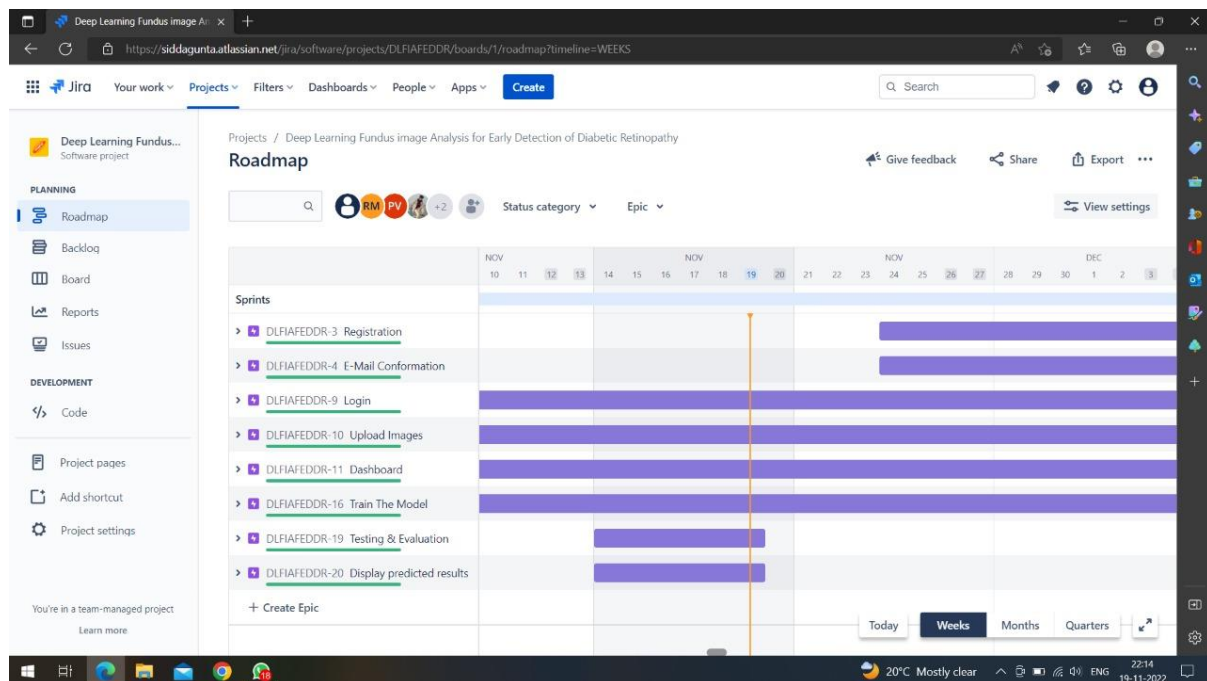 Deep Learning Fundus image An
https://siddagunta.atlassian.net/jira/software/projects/DLFIAFEDDR/boards/1/roadmap?timeline=WEEKS
Jira Your work Projects Filters Dashboards People Apps Create Search
Deep Learning Fundus...
Software project
PLANNING
Roadmap
Backlog
Board
Reports
Issues
DEVELOPMENT
Code
Project pages
Add shortcut
Project settings
You're in a team-managed project
Learn more
Projects / Deep Learning Fundus image Analysis for Early Detection of Diabetic Retinopathy
Roadmap
Give feedback Share Export
RM PV +2 Status category Epic View settings
NOV NOV NOV DEC
10 11 12 13 14 15 16 17 18 19 20 21 22 23 24 25 26 27 28 29 30 1 2 3
Sprints
DLFIAFEDDR-3 Registration
DLFIAFEDDR-4 E-Mail Conformation
DLFIAFEDDR-9 Login
DLFIAFEDDR-10 Upload Images
DLFIAFEDDR-11 Dashboard
DLFIAFEDDR-16 Train The Model
DLFIAFEDDR-19 Testing & Evaluation
DLFIAFEDDR-20 Display predicted results
+ Create Epic
Today Weeks Months Quarters
18 20°C Mostly clear ENG 22:14
19-11-2022